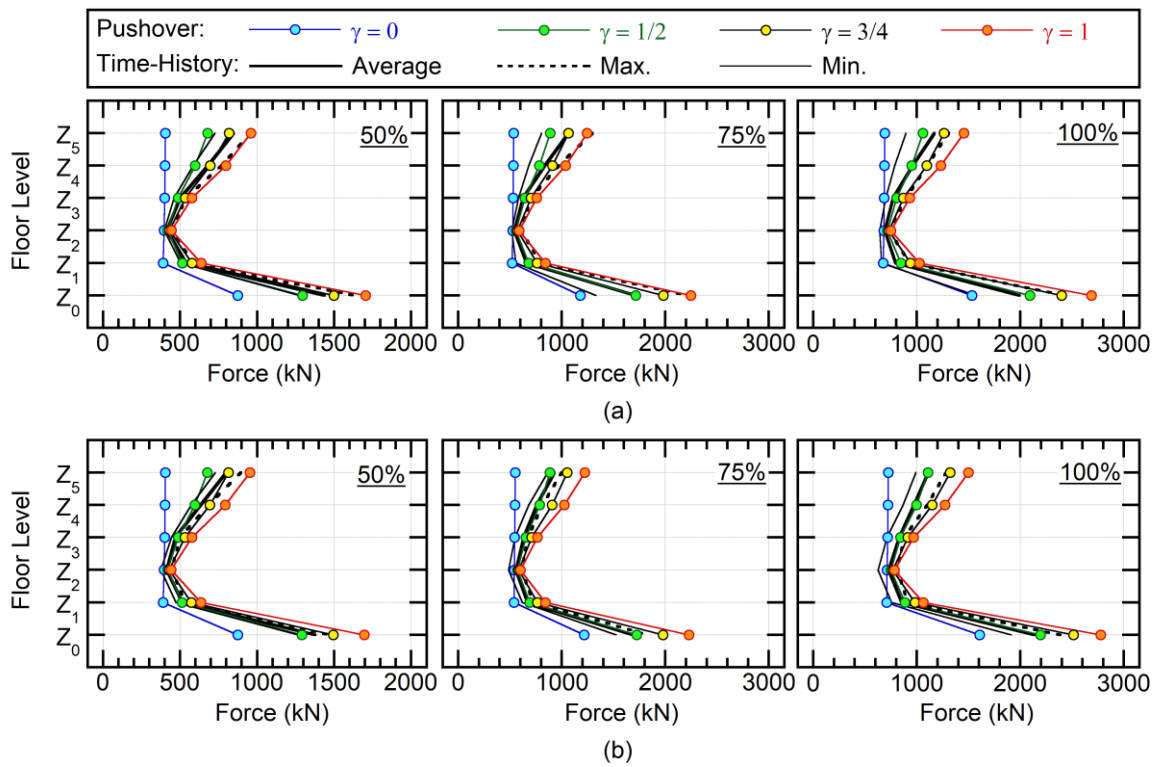 Pushover: γ = 0 γ = 1/2 γ = 3/4 γ = 1
Time-History: Average Max. Min.
Floor Level
Z5
Z4
Z3
Z2
Z1
Z0
50%
75%
100%
0 500 1000 1500 2000
0 1000 2000 3000
0 1000 2000 3000
Force (kN)
Force (kN)
Force (kN)
(a)
Floor Level
Z5
Z4
Z3
Z2
Z1
Z0
50%
75%
100%
0 500 1000 1500 2000
0 1000 2000 3000
0 1000 2000 3000
Force (kN)
Force (kN)
Force (kN)
(b)